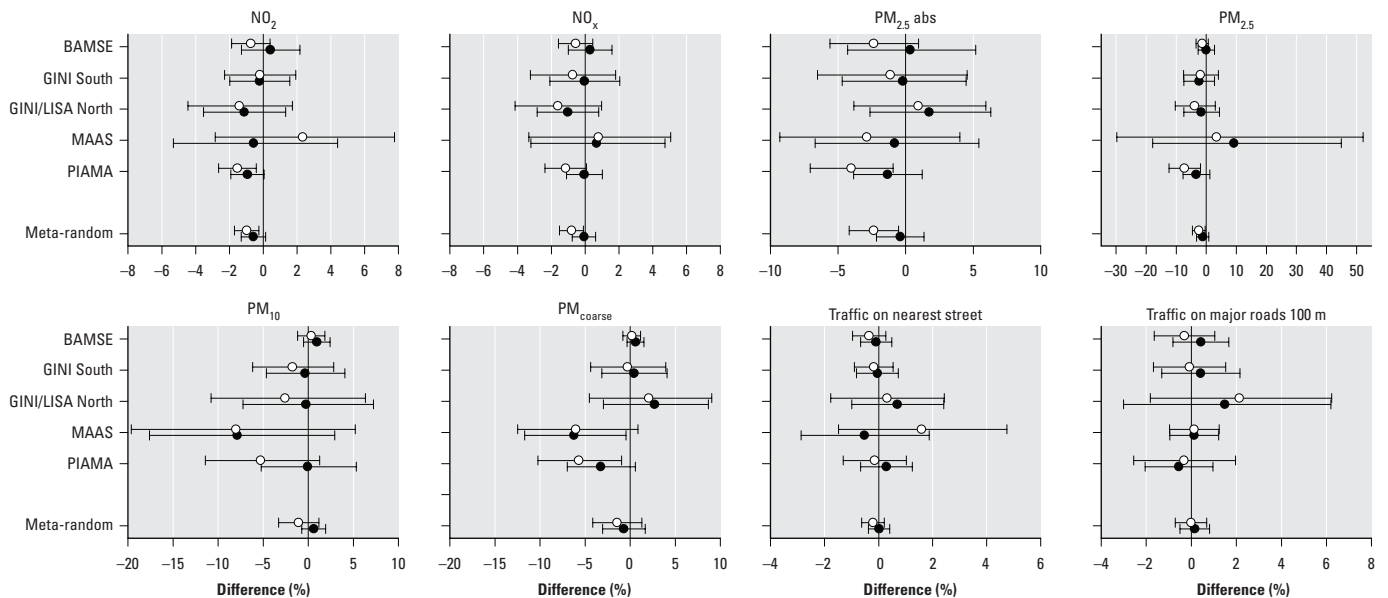 NO2 NOx PM2.5 abs PM2.5
BAMSE
GINI South
GINI/LISA North
MAAS
PIAMA
Meta-random
–8 –6 –4 –2 0 2 4 6 8 –8 –6 –4 –2 0 2 4 6 8 –10 –5 0 5 10 –30 –20 –10 0 10 20 30 40 50
PM10 PMcoarse Traffic on nearest street Traffic on major roads 100 m
BAMSE
GINI South
GINI/LISA North
MAAS
PIAMA
Meta-random
–20 –15 –10 –5 0 5 10 –20 –15 –10 –5 0 5 10 –4 –2 0 2 4 6 –4 –2 0 2 4 6 8
Difference (%) Difference (%) Difference (%) Difference (%)